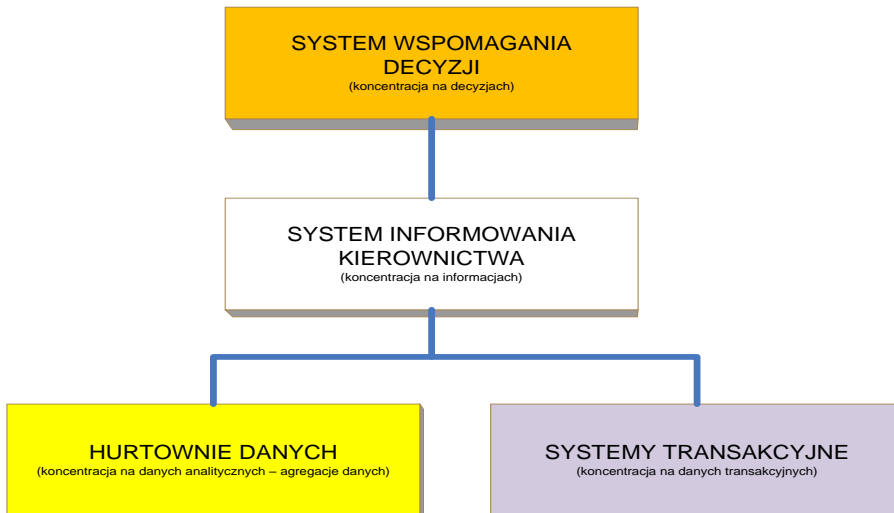 SYSTEM WSPOMAGANIA
DECYZJI
(koncentracja na decyzjach)
SYSTEM INFORMOWANIA
KIEROWNICTWA
(koncentracja na informacjach)
HURTOWNIE DANYCH
(koncentracja na danych analitycznych – agregacje danych)
SYSTEMY TRANSAKCYJNE
(koncentracja na danych transakcyjnych)